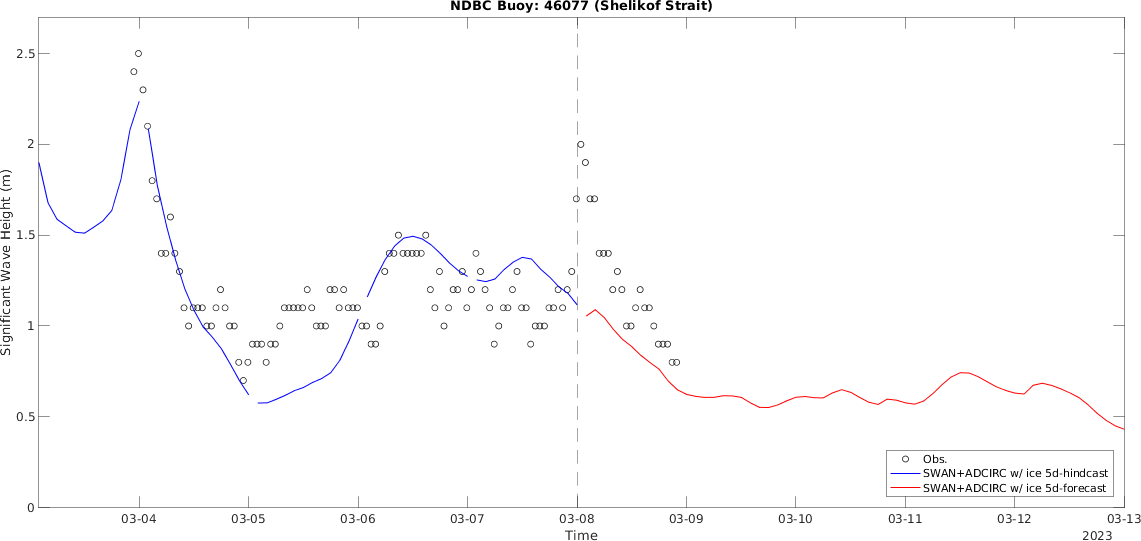 NDBC Buoy: 46077 (Shelikof Strait)
Significant Wave Height (m)
2.5
2
1.5
1
0.5
0
Obs.
SWAN+ADCIRC w/ ice 5d-hindcast
SWAN+ADCIRC w/ ice 5d-forecast
03-04 03-05 03-06 03-07 03-08 03-09 03-10 03-11 03-12 03-13
Time
2023